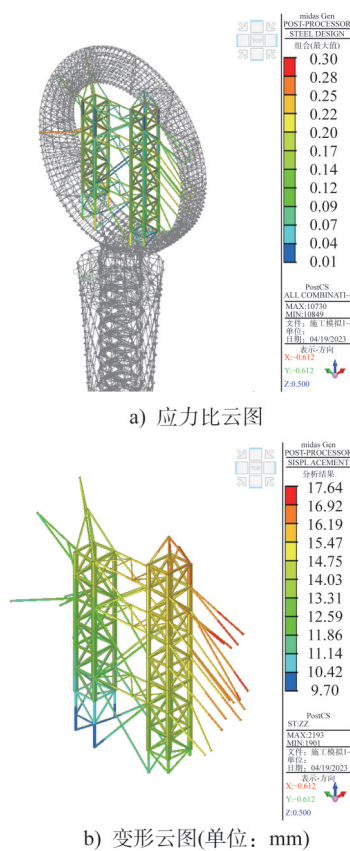 midas Gen
POST-PROCESSOR
STEEL DESIGN
组合(最大值)
TOP
0.30
0.28
0.25
0.22
0.20
0.17
0.14
0.12
0.09
0.07
0.04
0.01
PostCS
ALL COMBINATI~
MAX:10730
MIN:10849
文件：施工模拟1~
单位:
日期: 04/19/2023
表示-方向
X:-0.612
Y:-0.612
Z:0.500
a) 应力比云图
midas Gen
POST-PROCESSOR
SISPL ACEMENT
分析结果
TOP
17.64
16.92
16.19
15.47
14.75
14.03
13.31
12.59
11.86
11.14
10.42
9.70
PostCS
ST:ZZ
MAX:2193
MIN:1901
文件；施工模拟1~
单位:
日期: 04/19/2023
表示-方向
X:-0.612
Y:-0.612
Z:0.500
b) 变形云图(单位：mm)